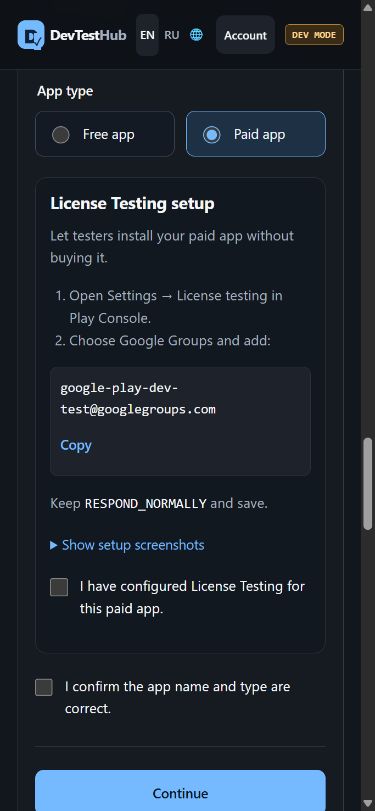 DevTestHub EN RU Account DEV MODE
App type
Free app
Paid app
License Testing setup
Let testers install your paid app without
buying it.
1. Open Settings → License testing in
Play Console.
2. Choose Google Groups and add:
google-play-dev-
test@googlegroups.com
Copy
Keep RESPOND_NORMALLY and save.
Show setup screenshots
I have configured License Testing for
this paid app.
I confirm the app name and type are
correct.
Continue